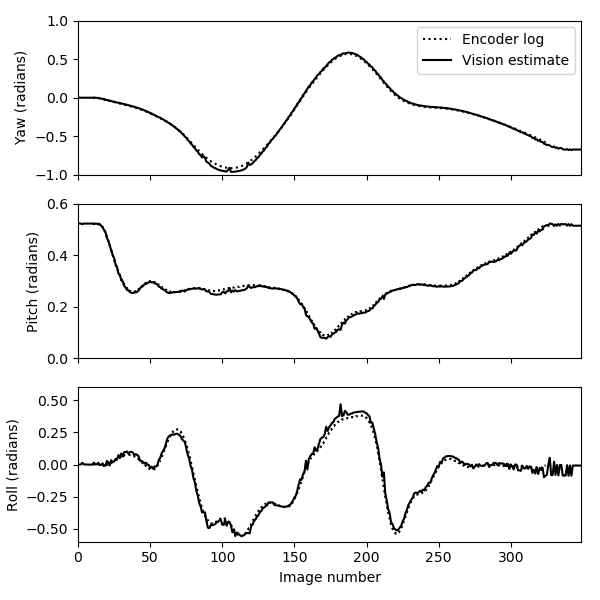 1.0
0.5
0.0
−0.5
−1.0
Yaw (radians)
Encoder log
Vision estimate
0.6
0.4
0.2
0.0
Pitch (radians)
0.50
0.25
0.00
−0.25
−0.50
Roll (radians)
0 50 100 150 200 250 300
Image number